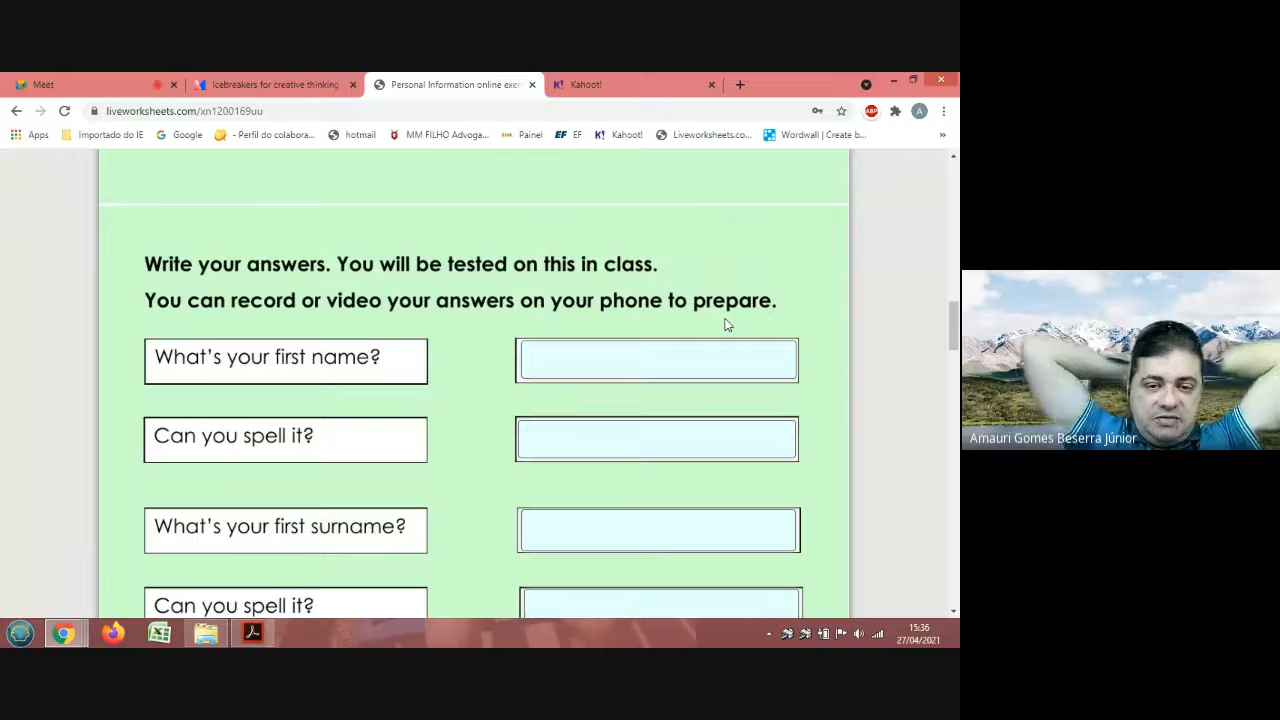 Meet
Icebreakers for creative thinking
Personal Information online exer
Kahoot!
liveworksheets.com/xn1200169uu
Apps
Importado do IE
Google
- Perfil do colabora...
hotmail
MM FILHO Advoga...
Painel
EF EF
K! Kahoot!
Liveworksheets.co...
Wordwall | Create b...
Write your answers. You will be tested on this in class.
You can record or video your answers on your phone to prepare.
What's your first name?
Can you spell it?
What's your first surname?
Can you spell it?
Amauri Gomes Beserra Júnior
15:36
27/04/2021